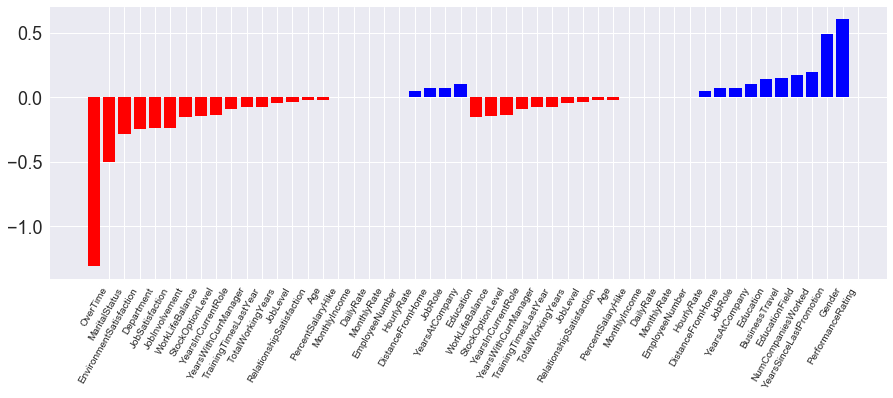 0.5
0.0
−0.5
−1.0
OverTime
MaritalStatus
EnvironmentSatisfaction
Department
JobSatisfaction
JobInvolvement
WorkLifeBalance
StockOptionLevel
YearsInCurrentRole
YearsWithCurrManager
TrainingTimesLastYear
TotalWorkingYears
JobLevel
RelationshipSatisfaction
Age
PercentSalaryHike
MonthlyIncome
DailyRate
MonthlyRate
EmployeeNumber
HourlyRate
DistanceFromHome
JobRole
YearsAtCompany
Education
WorkLifeBalance
StockOptionLevel
YearsInCurrentRole
YearsWithCurrManager
TrainingTimesLastYear
TotalWorkingYears
JobLevel
RelationshipSatisfaction
Age
PercentSalaryHike
MonthlyIncome
DailyRate
MonthlyRate
EmployeeNumber
HourlyRate
DistanceFromHome
JobRole
YearsAtCompany
Education
BusinessTravel
EducationField
NumCompaniesWorked
YearsSinceLastPromotion
Gender
PerformanceRating